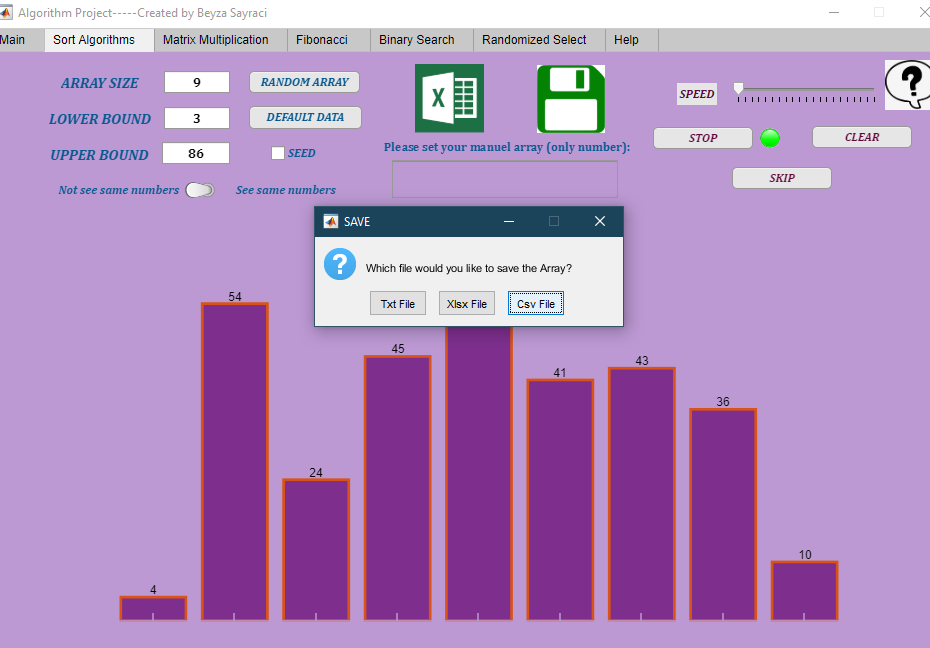 Algorithm Project-----Created by Beyza Sayraci
Main Sort Algorithms Matrix Multiplication Fibonacci Binary Search Randomized Select Help
ARRAY SIZE 9 RANDOM ARRAY
LOWER BOUND 3 DEFAULT DATA
UPPER BOUND 86 SEED
Not see same numbers See same numbers
X
Please set your manuel array (only number):
SPEED
?
STOP CLEAR
SKIP
SAVE
?
Which file would you like to save the Array?
Txt File Xlsx File Csv File
4
54
24
45
41
43
36
10